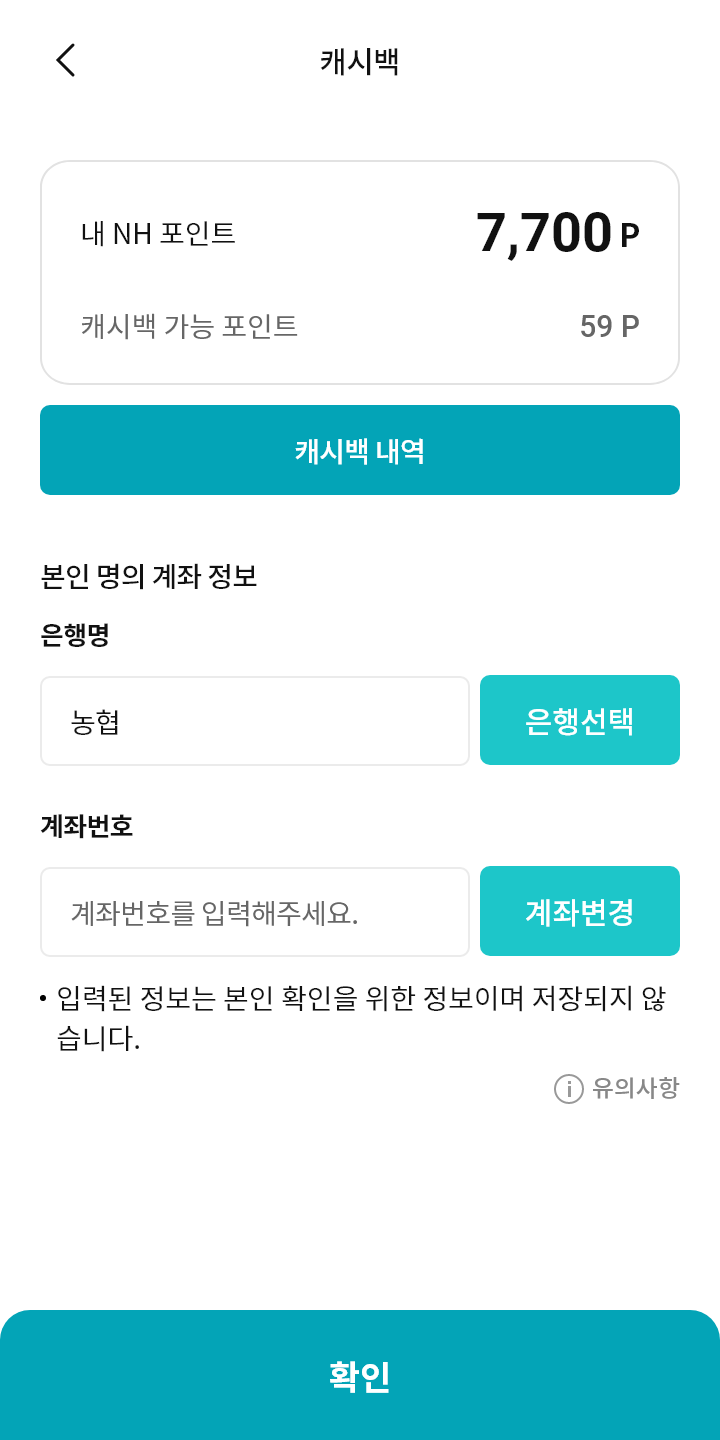 캐시백
내 NH 포인트 7,700 P
캐시백 가능 포인트 59 P
캐시백 내역
본인 명의 계좌 정보
은행명
농협 은행선택
계좌번호
계좌번호를 입력해주세요. 계좌변경
• 입력된 정보는 본인 확인을 위한 정보이며 저장되지 않
습니다.
유의사항
확인